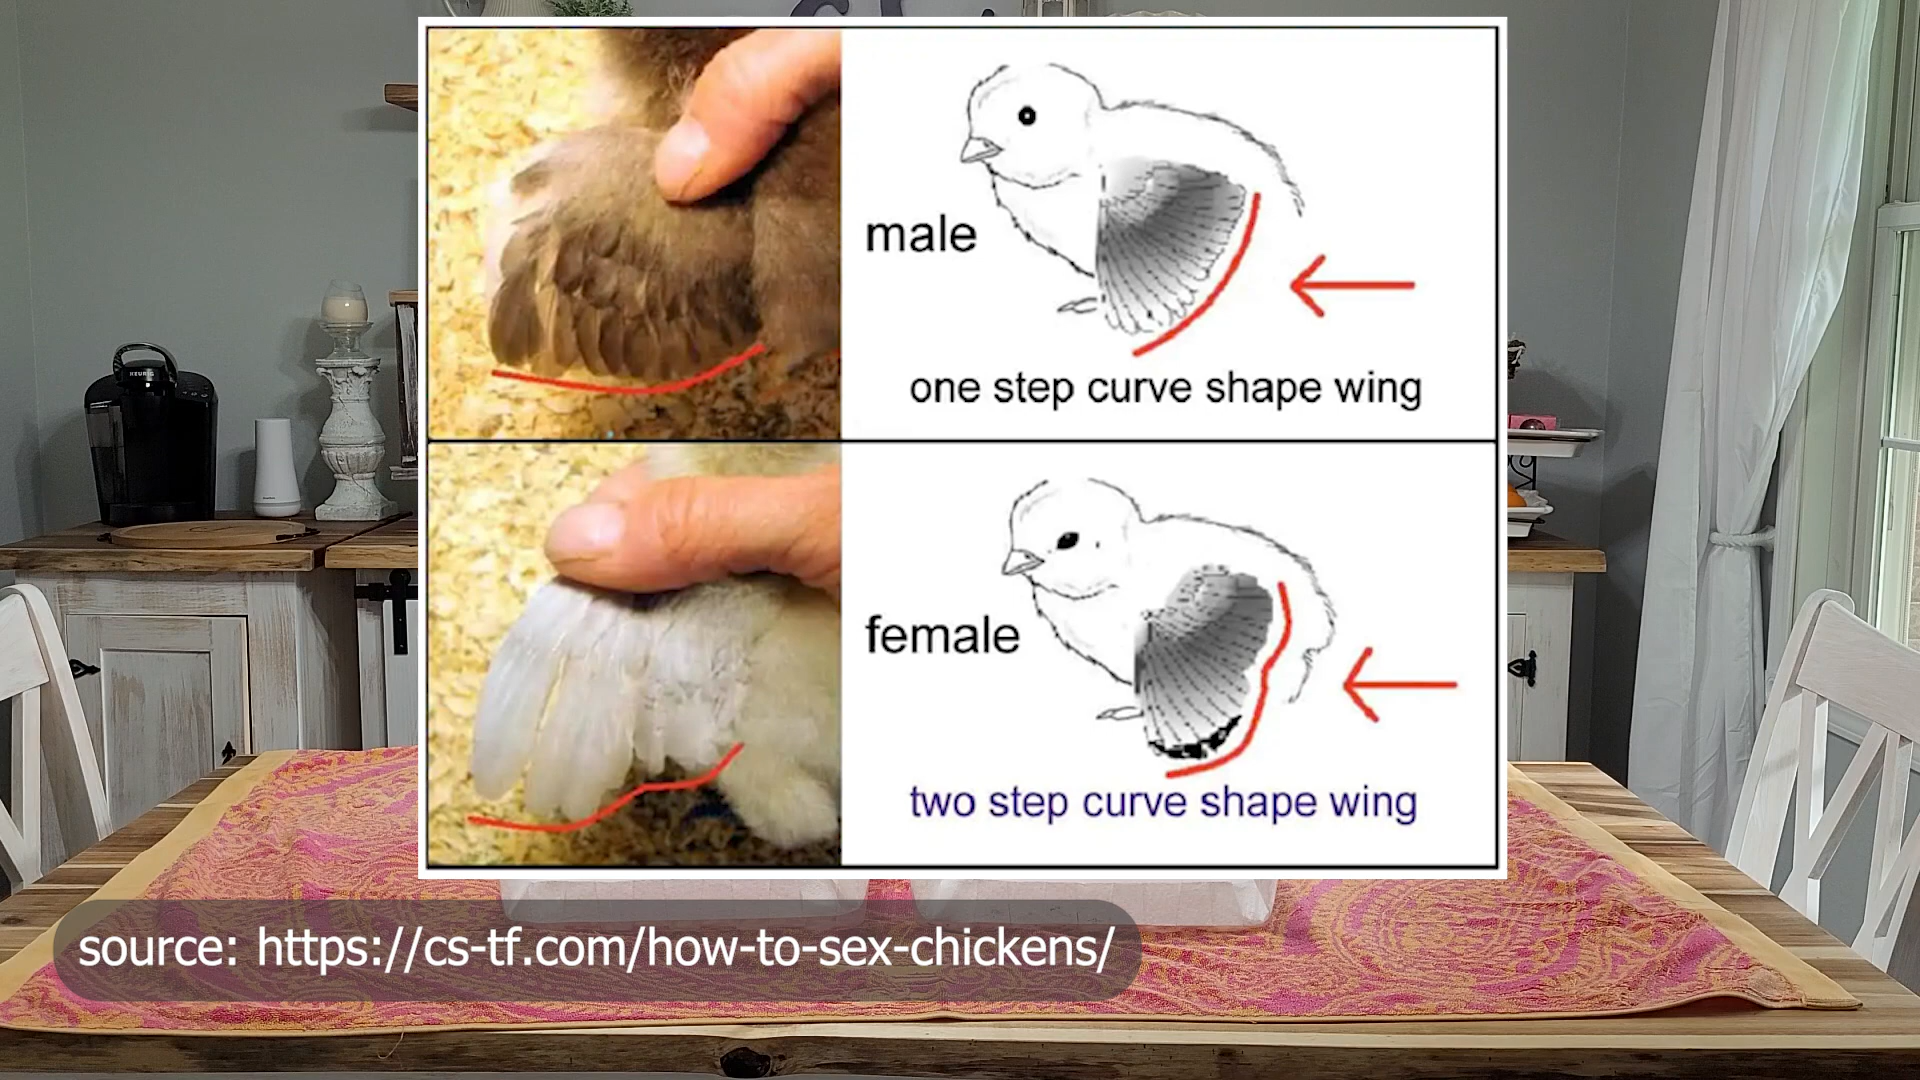 KEURIG
male
one step curve shape wing
female
two step curve shape wing
source: https://cs-tf.com/how-to-sex-chickens/